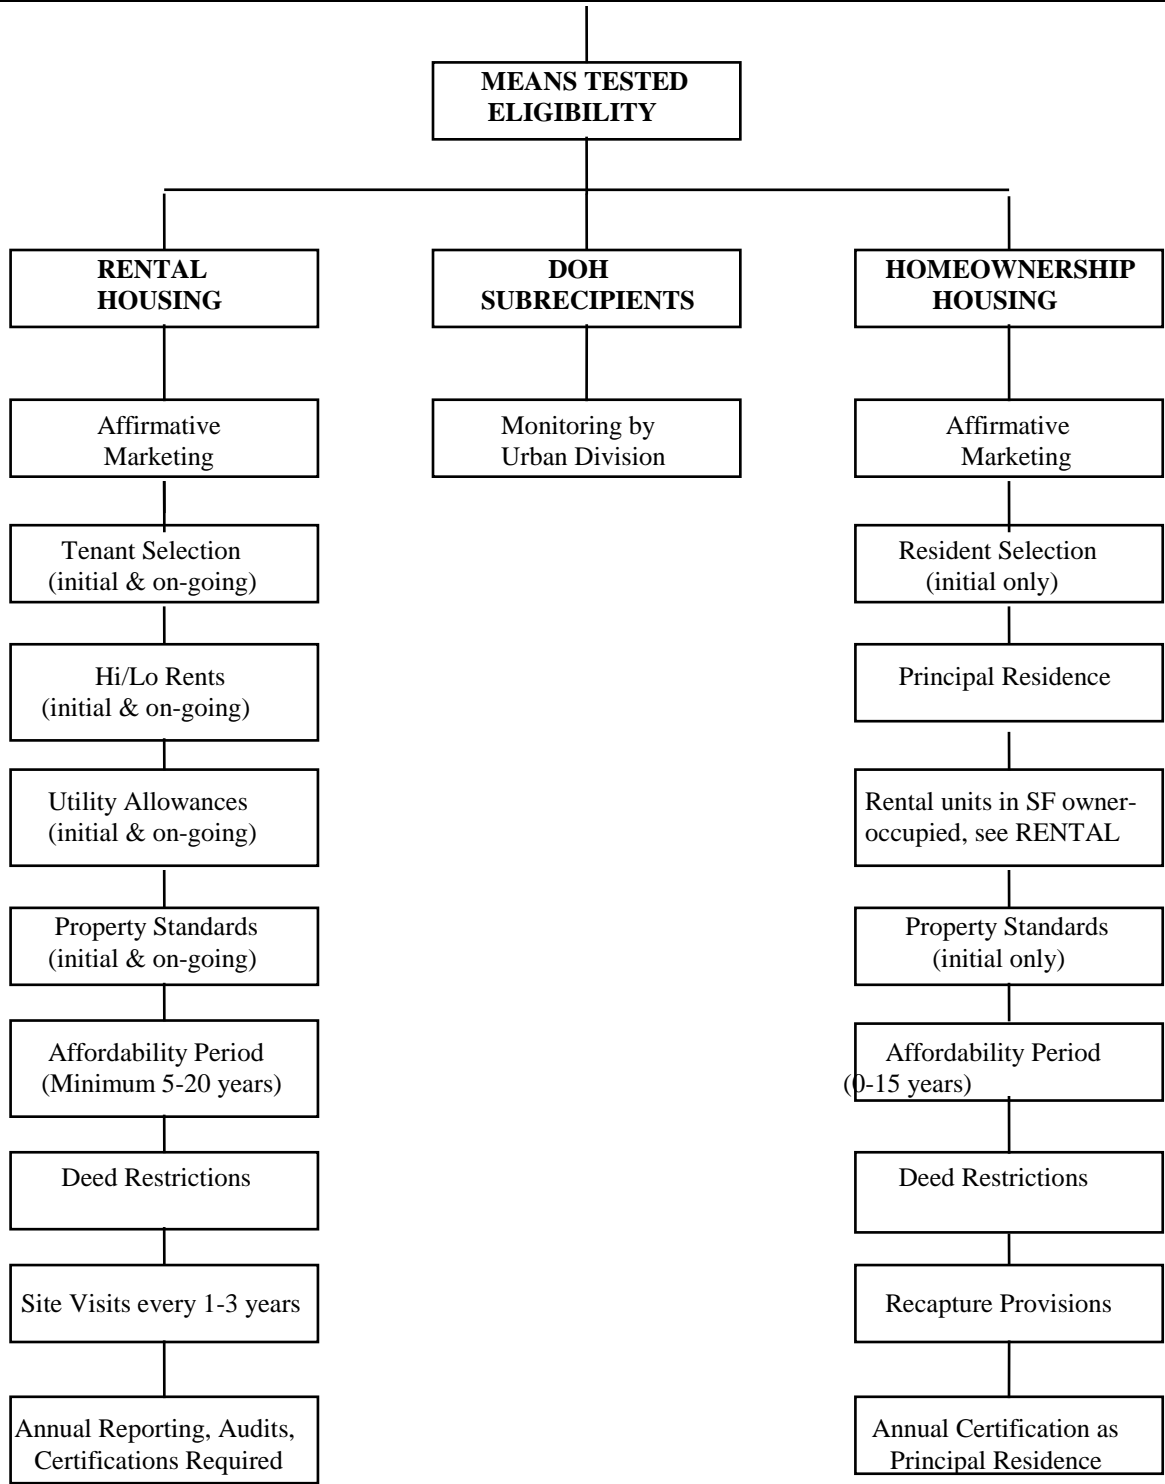 MEANS TESTED
ELIGIBILITY
RENTAL
HOUSING
DOH
SUBRECIPIENTS
HOMEOWNERSHIP
HOUSING
Affirmative
Marketing
Monitoring by
Urban Division
Affirmative
Marketing
Tenant Selection
(initial & on-going)
Resident Selection
(initial only)
Hi/Lo Rents
(initial & on-going)
Principal Residence
Utility Allowances
(initial & on-going)
Rental units in SF owner-
occupied, see RENTAL
Property Standards
(initial & on-going)
Property Standards
(initial only)
Affordability Period
(Minimum 5-20 years)
Affordability Period
(0-15 years)
Deed Restrictions
Deed Restrictions
Site Visits every 1-3 years
Recapture Provisions
Annual Reporting, Audits,
Certifications Required
Annual Certification as
Principal Residence